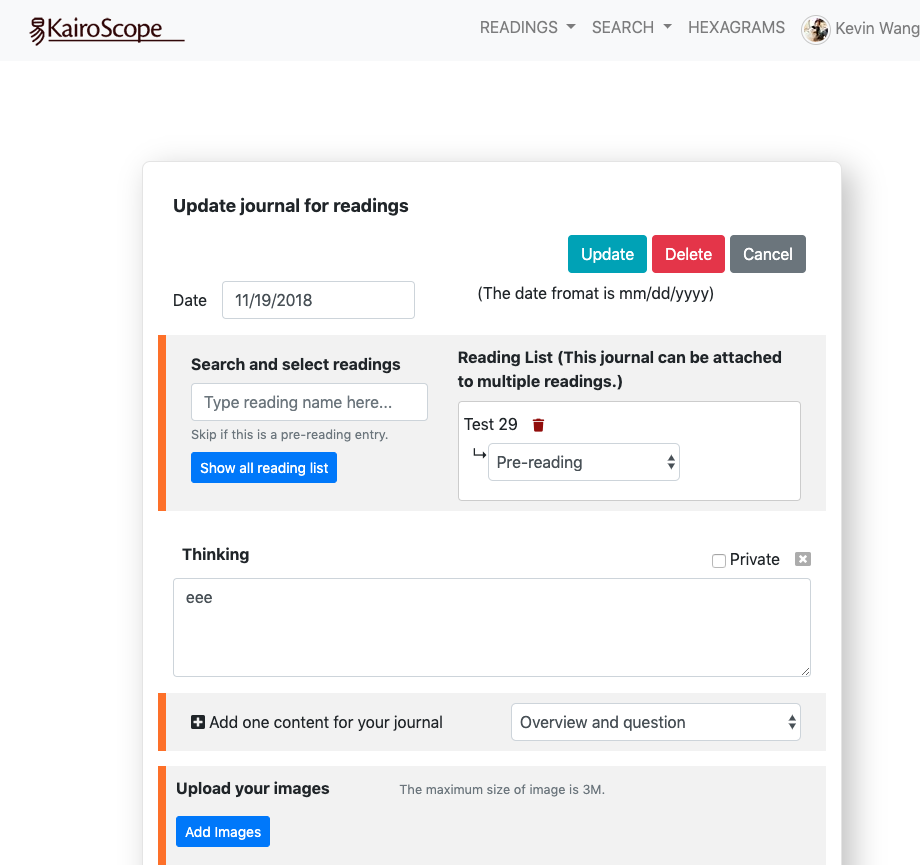 KairoScope
READINGS SEARCH HEXAGRAMS Kevin Wang
Update journal for readings
Update Delete Cancel
Date 11/19/2018 (The date fromat is mm/dd/yyyy)
Search and select readings
Type reading name here...
Skip if this is a pre-reading entry.
Show all reading list
Reading List (This journal can be attached
to multiple readings.)
Test 29
Pre-reading
Thinking Private
eee
Add one content for your journal Overview and question
Upload your images The maximum size of image is 3M.
Add Images